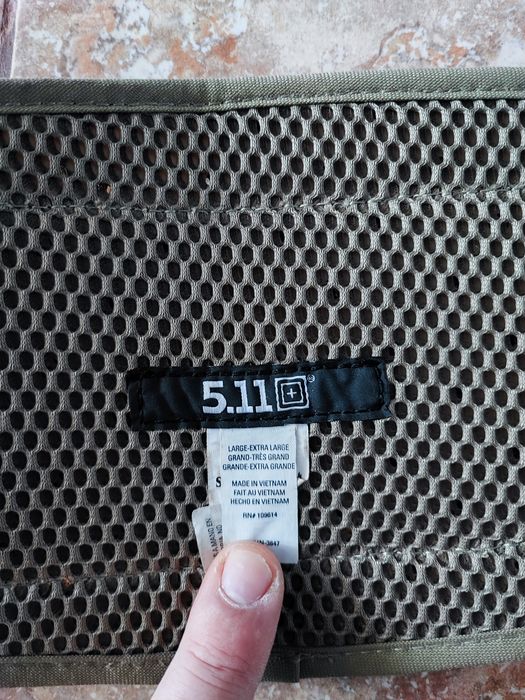 5.11 ®
LARGE-EXTRA LARGE
GRAND-TRÈS GRAND
GRANDE-EXTRA GRANDE
S
MADE IN VIETNAM
FAIT AU VIETNAM
HECHO EN VIETNAM
RN# 109614